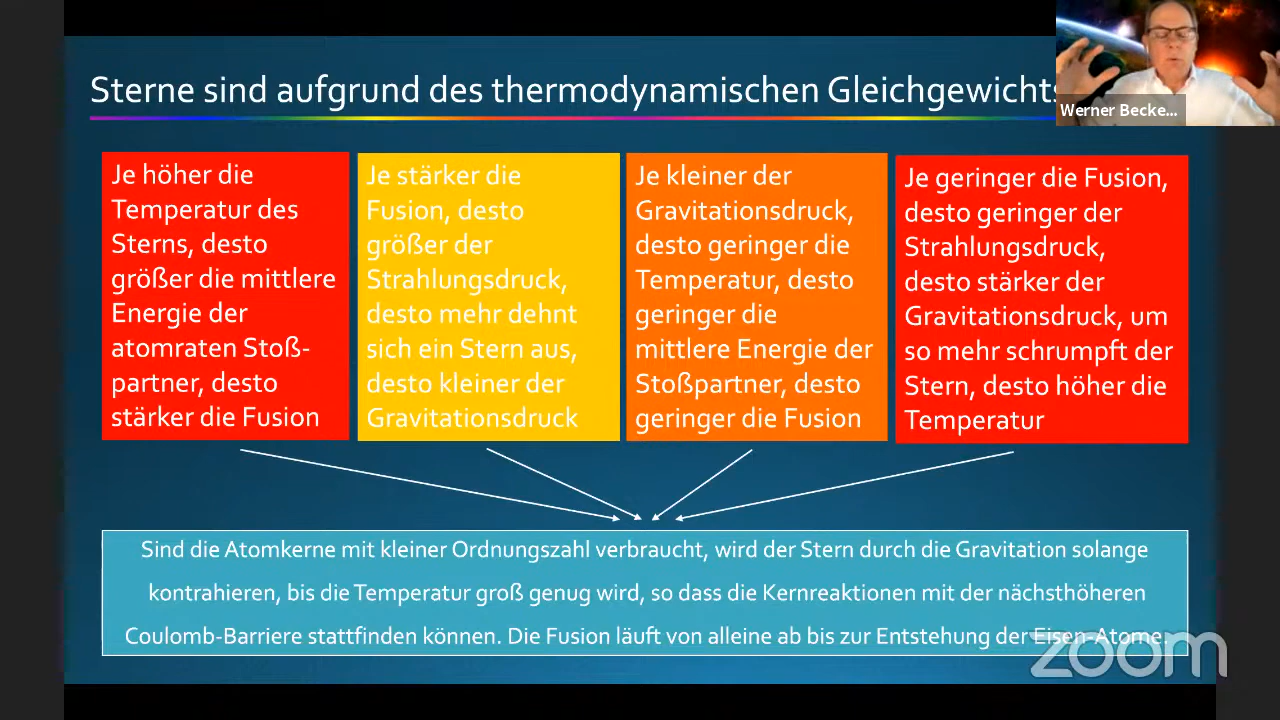 Sterne sind aufgrund des thermodynamischen Gleichgewichts
Werner Becke...
Je höher die
Temperatur des
Sterns, desto
größer die mittlere
Energie der
atomraten Stoß-
partner, desto
stärker die Fusion
Je stärker die
Fusion, desto
größer der
Strahlungsdruck,
desto mehr dehnt
sich ein Stern aus,
desto kleiner der
Gravitationsdruck
Je kleiner der
Gravitationsdruck,
desto geringer die
Temperatur, desto
geringer die
mittlere Energie der
Stoßpartner, desto
geringer die Fusion
Je geringer die Fusion,
desto geringer der
Strahlungsdruck,
desto stärker der
Gravitationsdruck, um
so mehr schrumpft der
Stern, desto höher die
Temperatur
Sind die Atomkerne mit kleiner Ordnungszahl verbraucht, wird der Stern durch die Gravitation solange
kontrahieren, bis die Temperatur groß genug wird, so dass die Kernreaktionen mit der nächsthöheren
Coulomb-Barriere stattfinden können. Die Fusion läuft von alleine ab bis zur Entstehung der Eisen-Atome.
zoom